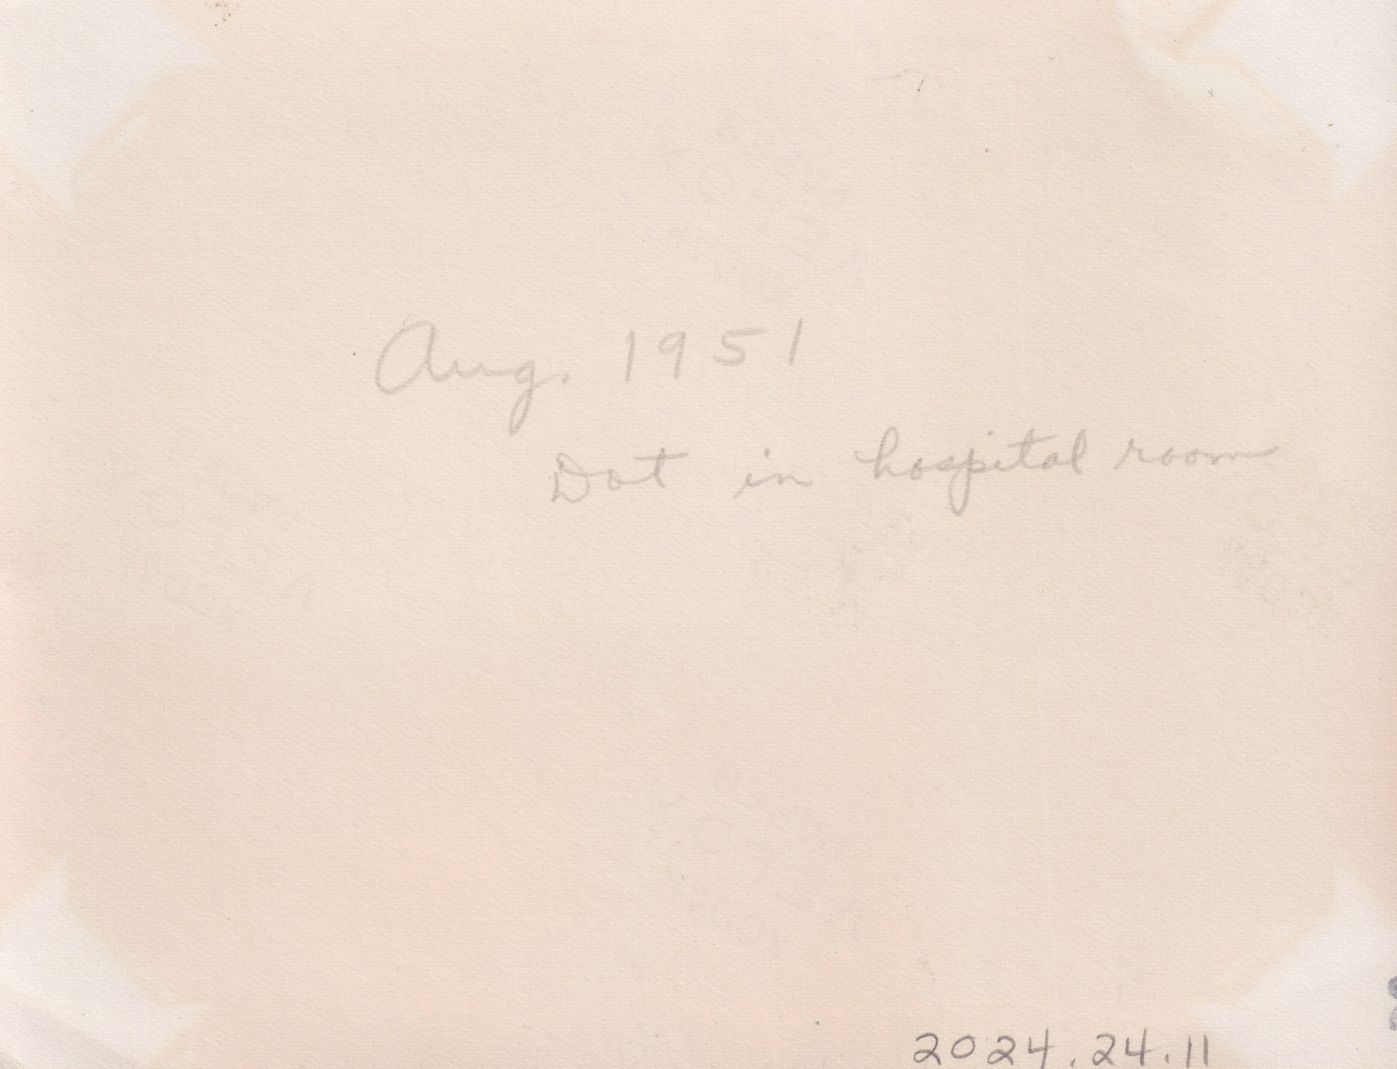 Aug. 1951
Dot in hospital room
2024.24.11